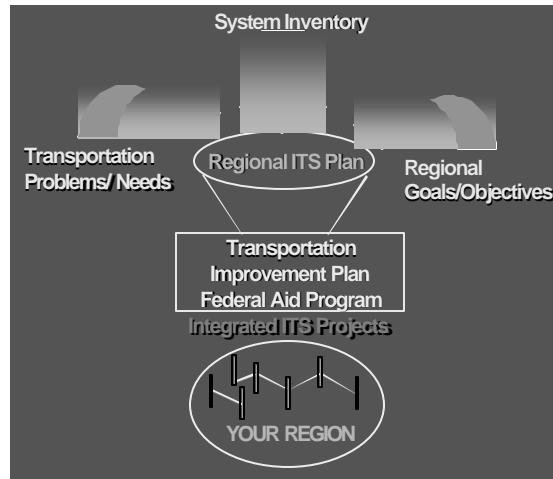 System Inventory
Transportation
Problems/ Needs
Regional ITS Plan
Regional
Goals/Objectives
Transportation
Improvement Plan
Federal Aid Program
Integrated ITS Projects
YOUR REGION